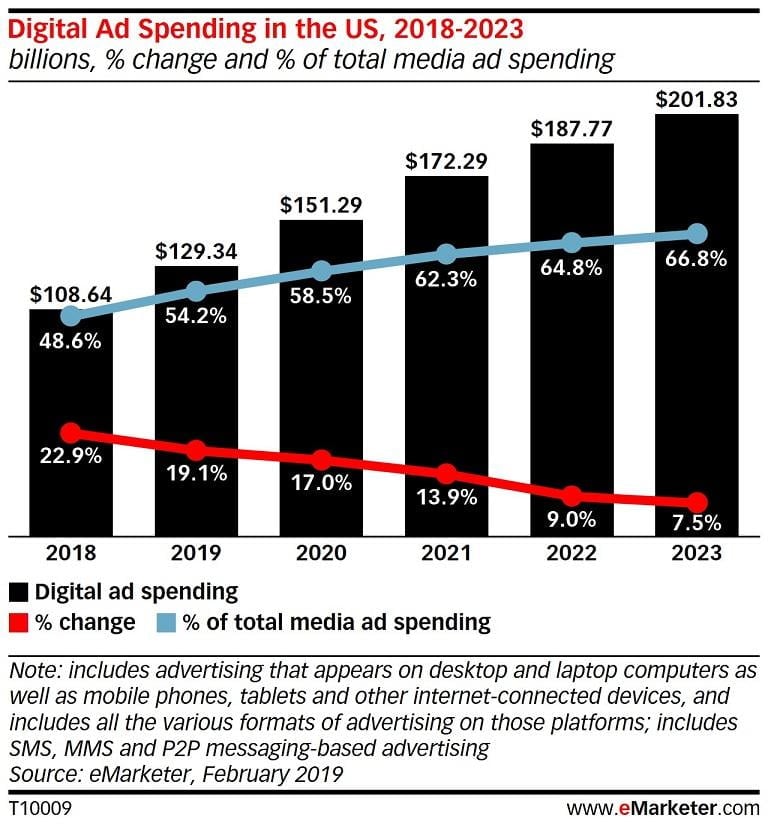 Digital Ad Spending in the US, 2018-2023
billions, % change and % of total media ad spending
$201.83
$187.77
$172.29
$151.29
$129.34
$108.64
48.6%
54.2%
58.5%
62.3%
64.8%
66.8%
22.9%
19.1%
17.0%
13.9%
9.0%
7.5%
2018 2019 2020 2021 2022 2023
Digital ad spending
% change % of total media ad spending
Note: includes advertising that appears on desktop and laptop computers as
well as mobile phones, tablets and other internet-connected devices, and
includes all the various formats of advertising on those platforms; includes
SMS, MMS and P2P messaging-based advertising
Source: eMarketer, February 2019
T10009 www.eMarketer.com